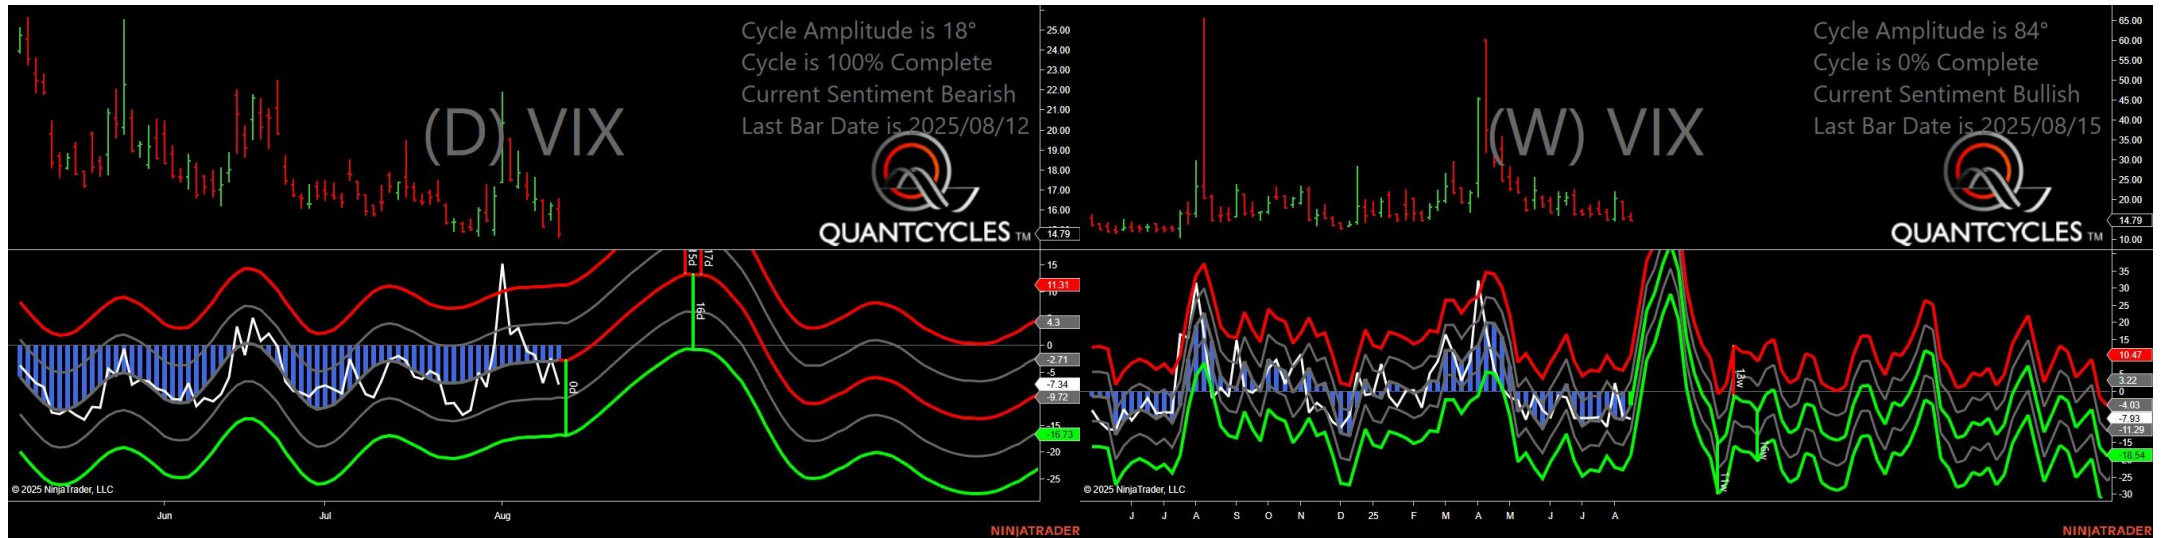 Cycle Amplitude is 18°
Cycle is 100% Complete
Current Sentiment Bearish
Last Bar Date is 2025/08/12
(D) VIX
QUANTCYCLES TM
25.00
24.00
23.00
22.00
21.00
20.00
19.00
18.00
17.00
16.00
14.79
15d
17d
16d
0d
15
11.31
10
4.3
0
-2.71
-5
-7.34
-9.72
-15
-16.73
-20
-25
© 2025 NinjaTrader, LLC
Jun
Jul
Aug
NINJATRADER
Cycle Amplitude is 84°
Cycle is 0% Complete
Current Sentiment Bullish
Last Bar Date is 2025/08/15
(W) VIX
QUANTCYCLES TM
65.00
60.00
55.00
50.00
45.00
40.00
35.00
30.00
25.00
20.00
14.79
10.00
13w
16w
11w
35
30
25
20
15
10.47
5
3.22
0
-4.03
-7.93
-11.29
-15
-18.54
-25
-30
© 2025 NinjaTrader, LLC
J
J
A
S
O
N
D
25
F
M
A
M
J
J
A
NINJATRADER